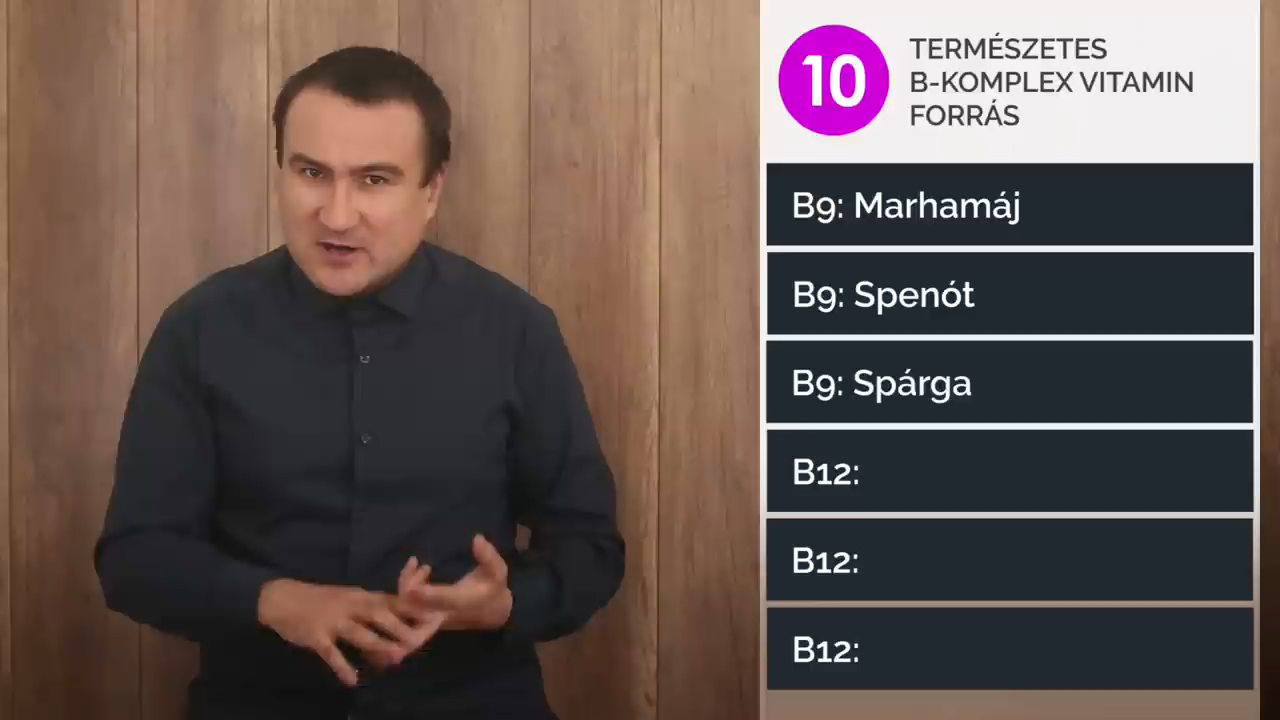 10
TERMÉSZETES
B-KOMPLEX VITAMIN
FORRÁS
B9: Marhamáj
B9: Spenót
B9: Spárga
B12:
B12:
B12: